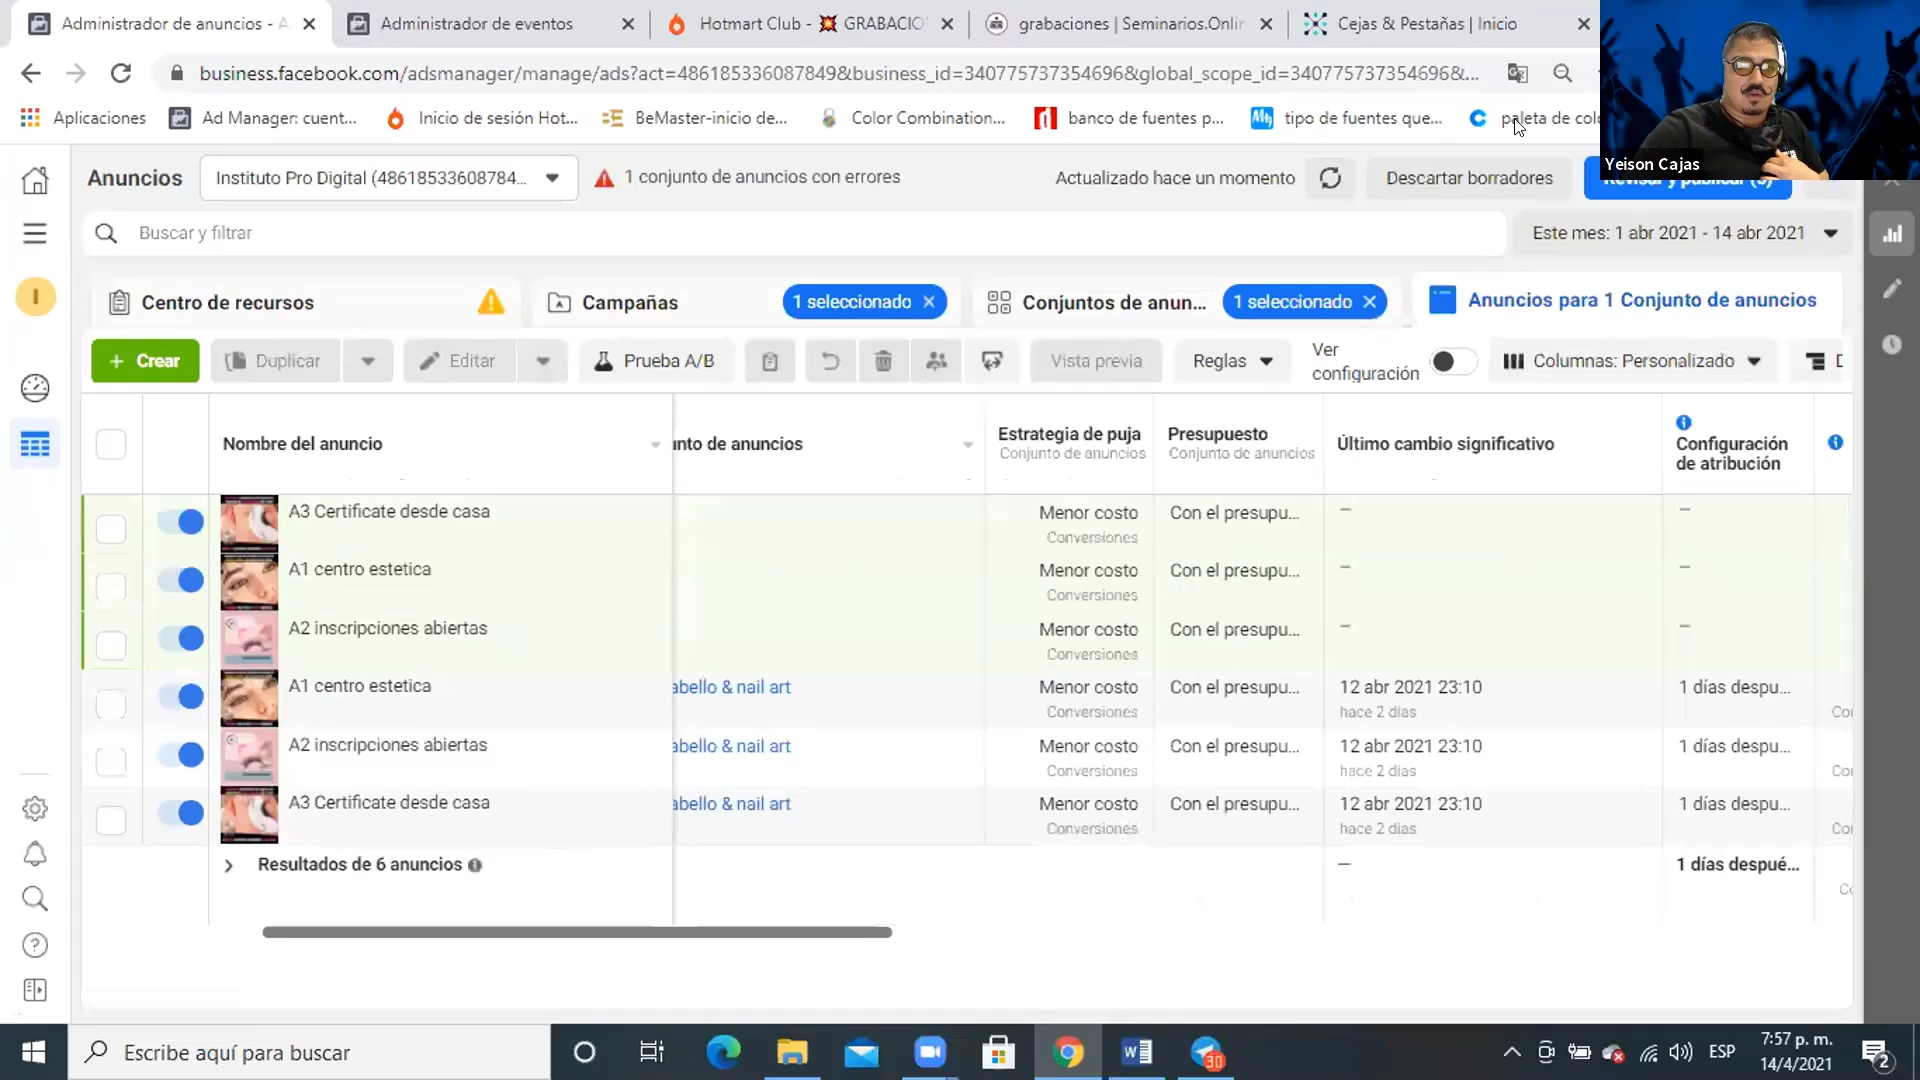 Administrador de anuncios - A
Administrador de eventos
Hotmart Club - 💥 GRABACIO
grabaciones | Seminarios.Onlin
Cejas & Pestañas | Inicio
business.facebook.com/adsmanager/manage/ads?act=486185336087849&business_id=340775737354696&global_scope_id=340775737354696&...
Aplicaciones
Ad Manager: cuent...
Inicio de sesión Hot...
BeMaster-inicio de...
Color Combination...
banco de fuentes p...
tipo de fuentes que...
paleta de colo
Yeison Cajas
Anuncios
Instituto Pro Digital (48618533608784...
1 conjunto de anuncios con errores
Actualizado hace un momento
Descartar borradores
Revisar y publicar
Buscar y filtrar
Este mes: 1 abr 2021 - 14 abr 2021
Centro de recursos
Campañas
1 seleccionado
Conjuntos de anun...
1 seleccionado
Anuncios para 1 Conjunto de anuncios
+ Crear
Duplicar
Editar
Prueba A/B
Vista previa
Reglas
Ver configuración
Columnas: Personalizado
D
Nombre del anuncio
unto de anuncios
Estrategia de puja
Conjunto de anuncios
Presupuesto
Conjunto de anuncios
Último cambio significativo
Configuración de atribución
A3 Certificate desde casa
Menor costo
Conversiones
Con el presupu...
–
–
A1 centro estetica
Menor costo
Conversiones
Con el presupu...
–
–
A2 inscripciones abiertas
Menor costo
Conversiones
Con el presupu...
–
–
A1 centro estetica
abello & nail art
Menor costo
Conversiones
Con el presupu...
12 abr 2021 23:10
hace 2 días
1 días despu...
Coi
A2 inscripciones abiertas
abello & nail art
Menor costo
Conversiones
Con el presupu...
12 abr 2021 23:10
hace 2 días
1 días despu...
Coi
A3 Certificate desde casa
abello & nail art
Menor costo
Conversiones
Con el presupu...
12 abr 2021 23:10
hace 2 días
1 días despu...
Coi
Resultados de 6 anuncios
—
1 días despué...
Co
Escribe aquí para buscar
30
ESP
7:57 p. m.
14/4/2021
2